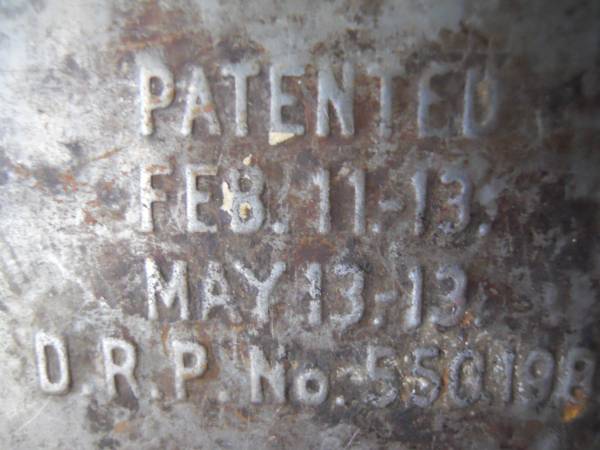 PATENTED
FEB. 11.-13.
MAY 13.-13.
D.R.P. No. 550198